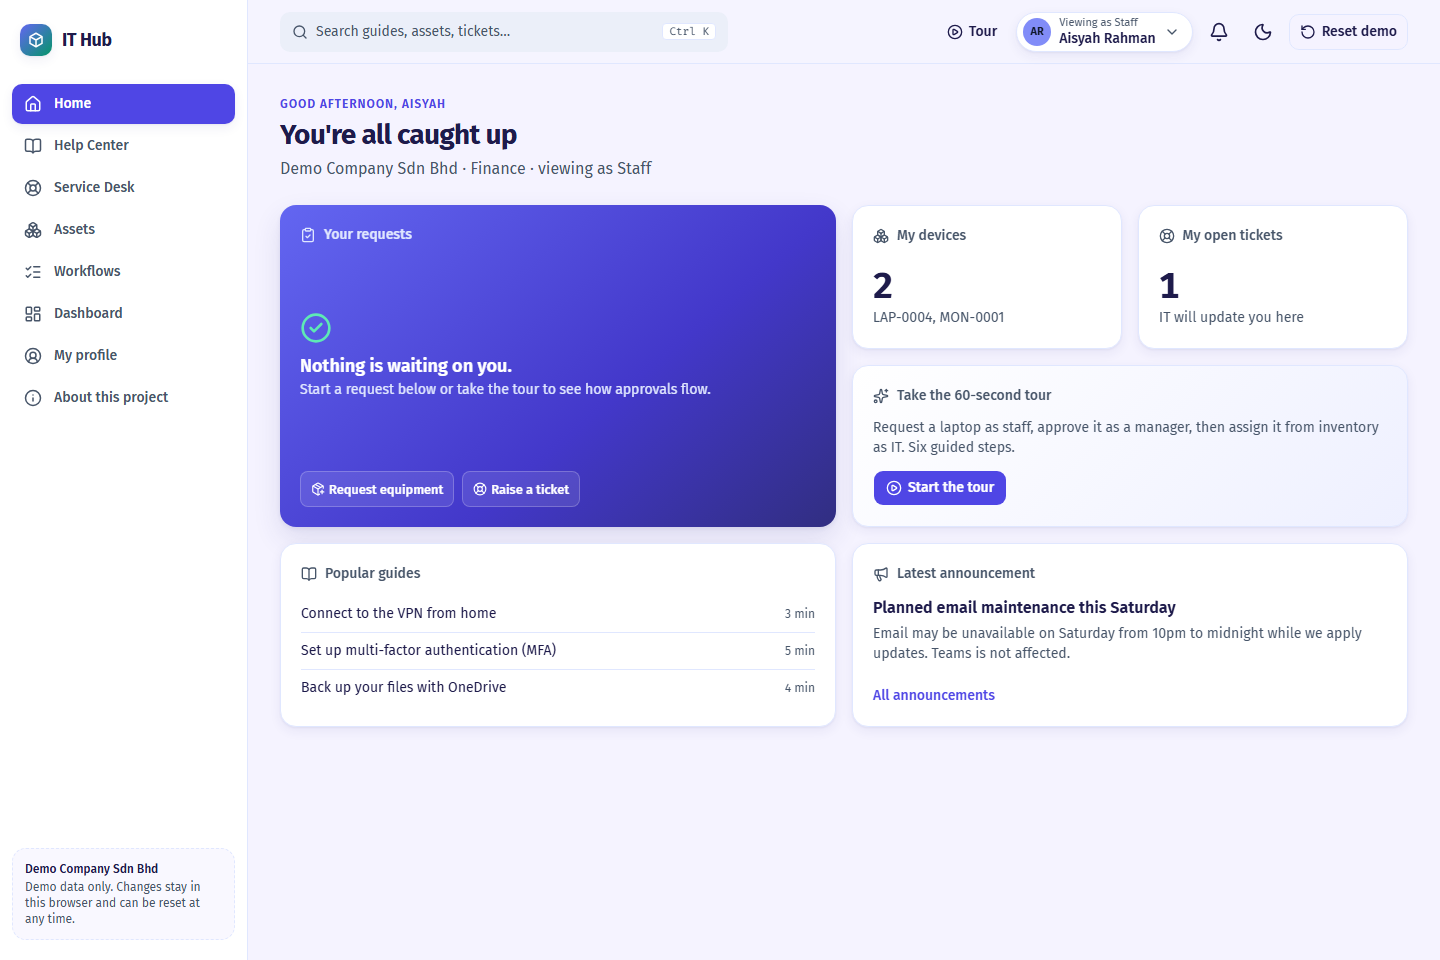 IT Hub
Home
Help Center
Service Desk
Assets
Workflows
Dashboard
My profile
About this project
Demo Company Sdn Bhd
Demo data only. Changes stay in
this browser and can be reset at
any time.
Search guides, assets, tickets...
Ctrl K
Tour
AR
Viewing as Staff
Aisyah Rahman
Reset demo
GOOD AFTERNOON, AISYAH
You're all caught up
Demo Company Sdn Bhd · Finance · viewing as Staff
Your requests
Nothing is waiting on you.
Start a request below or take the tour to see how approvals flow.
Request equipment
Raise a ticket
My devices
2
LAP-0004, MON-0001
My open tickets
1
IT will update you here
Take the 60-second tour
Request a laptop as staff, approve it as a manager, then assign it from inventory
as IT. Six guided steps.
Start the tour
Popular guides
Connect to the VPN from home
3 min
Set up multi-factor authentication (MFA)
5 min
Back up your files with OneDrive
4 min
Latest announcement
Planned email maintenance this Saturday
Email may be unavailable on Saturday from 10pm to midnight while we apply
updates. Teams is not affected.
All announcements